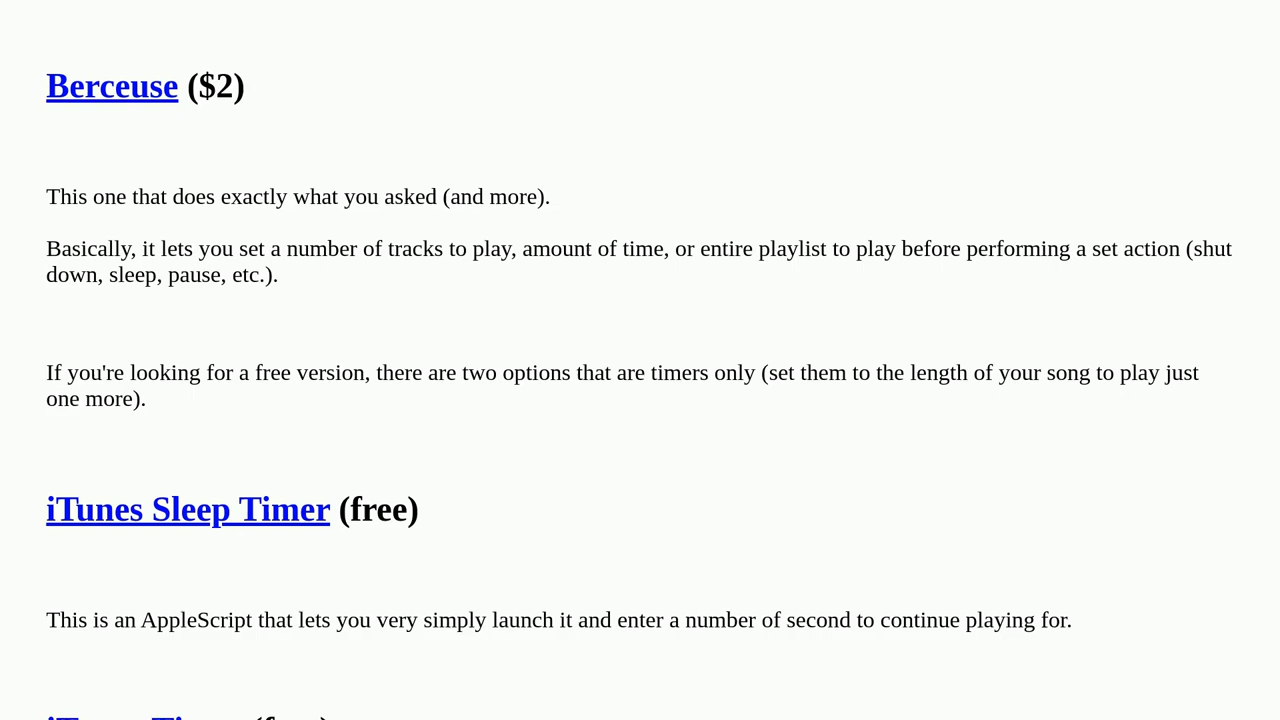 Berceuse ($2)
This one that does exactly what you asked (and more).
Basically, it lets you set a number of tracks to play, amount of time, or entire playlist to play before performing a set action (shut
down, sleep, pause, etc.).
If you're looking for a free version, there are two options that are timers only (set them to the length of your song to play just
one more).
iTunes Sleep Timer (free)
This is an AppleScript that lets you very simply launch it and enter a number of second to continue playing for.